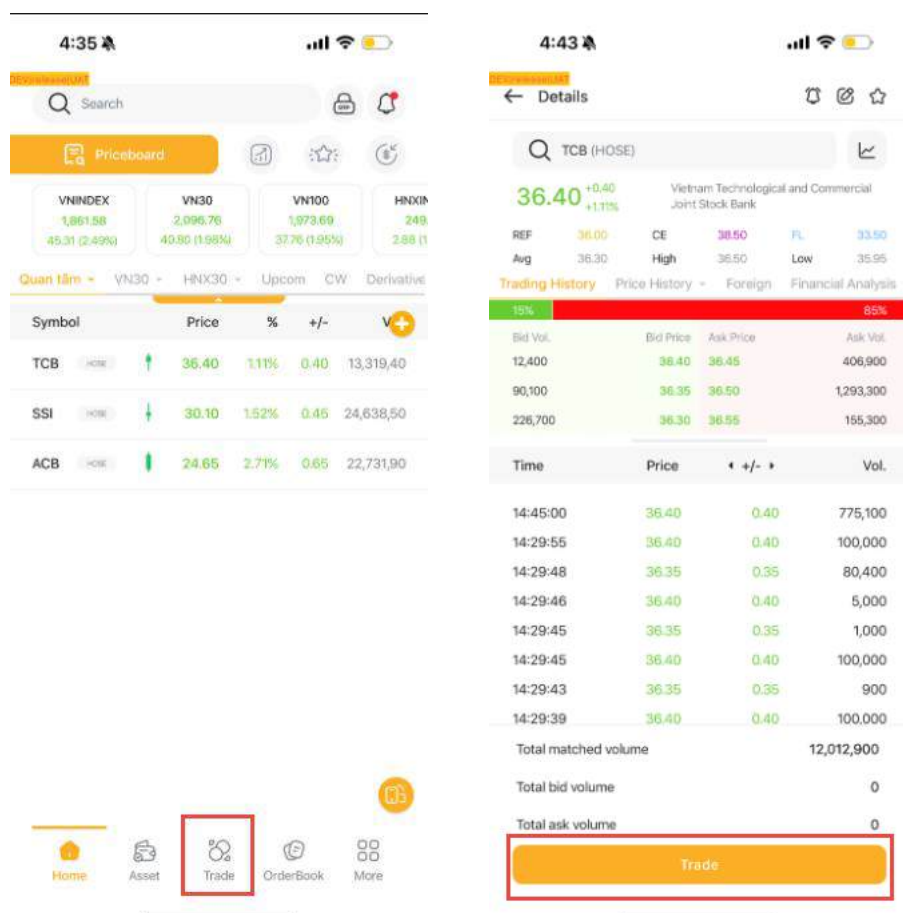 4:35
Search
Priceboard
VNINDEX
1,861.58
45.31 (2.49%)
VN30
2,096.76
40.80 (1.98%)
VN100
1,973.69
37.76 (1.95%)
HNXIN
249.
2.88 (1
Quan tâm
VN30
HNX30
Upcom
CW
Derivative
Symbol Price % +/- V
TCB HOSE 36.40 1.11% 0.40 13,319,40
SSI HOSE 30.10 1.52% 0.45 24,638,50
ACB HOSE 24.65 2.71% 0.65 22,731,90
Home
Asset
Trade
OrderBook
More
4:43
Details
TCB (HOSE)
36.40 +0.40
+1.11%
Vietnam Technological and Commercial
Joint Stock Bank
REF 36.00 CE 38.50 FL 33.50
Avg 36.30 High 36.50 Low 35.95
Trading History Price History Foreign Financial Analysis
15% 85%
Bid Vol. Bid Price Ask Price Ask Vol.
12,400 36.40 36.45 406,900
90,100 36.35 36.50 1,293,300
226,700 36.30 36.55 155,300
Time Price +/- Vol.
14:45:00 36.40 0.40 775,100
14:29:55 36.40 0.40 100,000
14:29:48 36.35 0.35 80,400
14:29:46 36.40 0.40 5,000
14:29:45 36.35 0.35 1,000
14:29:45 36.40 0.40 100,000
14:29:43 36.35 0.35 900
14:29:39 36.40 0.40 100,000
Total matched volume 12,012,900
Total bid volume 0
Total ask volume 0
Trade